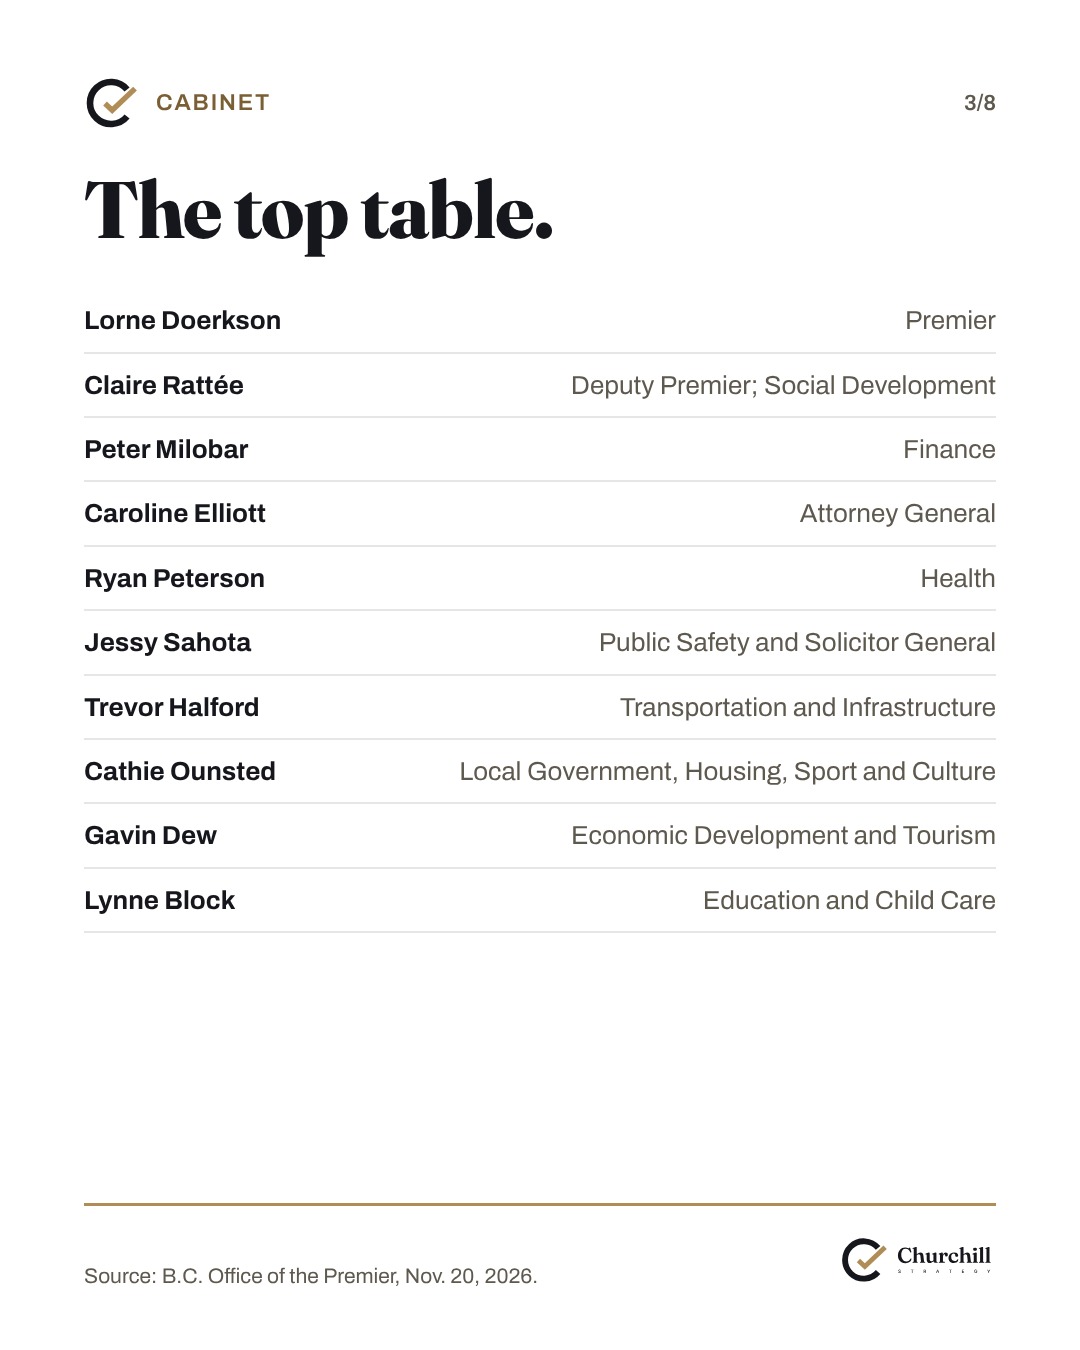 CABINET
3/8
The top table.
Lorne Doerkson Premier
Claire Rattée Deputy Premier; Social Development
Peter Milobar Finance
Caroline Elliott Attorney General
Ryan Peterson Health
Jessy Sahota Public Safety and Solicitor General
Trevor Halford Transportation and Infrastructure
Cathie Ounsted Local Government, Housing, Sport and Culture
Gavin Dew Economic Development and Tourism
Lynne Block Education and Child Care
Source: B.C. Office of the Premier, Nov. 20, 2026.
Churchill
STRATEGY